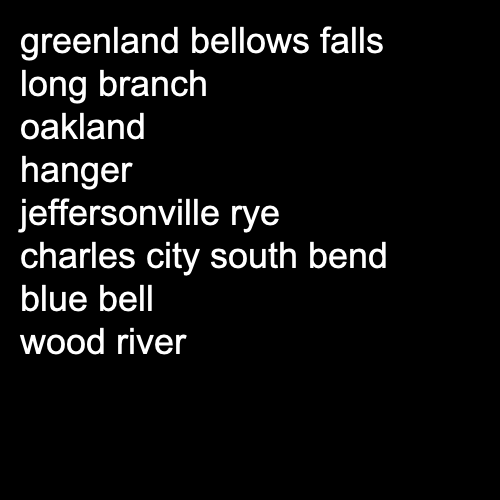 greenland bellows falls
long branch
oakland
hanger
jeffersonville rye
charles city south bend
blue bell
wood river